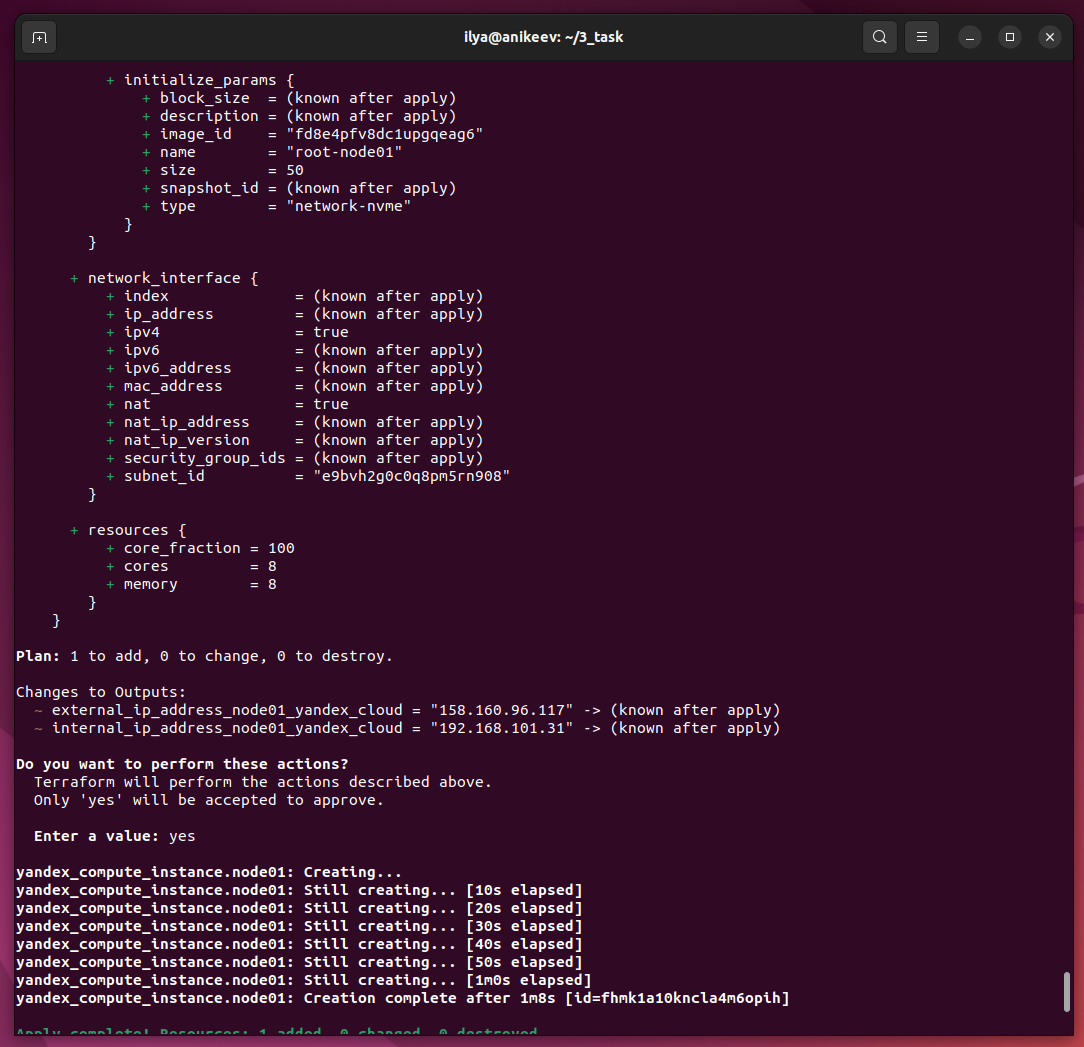 ilya@anikeev: ~/3_task
+ initialize_params {
+ block_size  = (known after apply)
+ description = (known after apply)
+ image_id    = "fd8e4pfv8dc1upgqeag6"
+ name        = "root-node01"
+ size        = 50
+ snapshot_id = (known after apply)
+ type        = "network-nvme"
}
}
+ network_interface {
+ index              = (known after apply)
+ ip_address         = (known after apply)
+ ipv4               = true
+ ipv6               = (known after apply)
+ ipv6_address       = (known after apply)
+ mac_address        = (known after apply)
+ nat                = true
+ nat_ip_address     = (known after apply)
+ nat_ip_version     = (known after apply)
+ security_group_ids = (known after apply)
+ subnet_id          = "e9bvh2g0c0q8pm5rn908"
}
+ resources {
+ core_fraction = 100
+ cores         = 8
+ memory        = 8
}
}
Plan: 1 to add, 0 to change, 0 to destroy.
Changes to Outputs:
~ external_ip_address_node01_yandex_cloud = "158.160.96.117" -> (known after apply)
~ internal_ip_address_node01_yandex_cloud = "192.168.101.31" -> (known after apply)
Do you want to perform these actions?
Terraform will perform the actions described above.
Only 'yes' will be accepted to approve.
Enter a value: yes
yandex_compute_instance.node01: Creating...
yandex_compute_instance.node01: Still creating... [10s elapsed]
yandex_compute_instance.node01: Still creating... [20s elapsed]
yandex_compute_instance.node01: Still creating... [30s elapsed]
yandex_compute_instance.node01: Still creating... [40s elapsed]
yandex_compute_instance.node01: Still creating... [50s elapsed]
yandex_compute_instance.node01: Still creating... [1m0s elapsed]
yandex_compute_instance.node01: Creation complete after 1m8s [id=fhmk1a10kncla4m6opih]
Apply complete! Resources: 1 added, 0 changed, 0 destroyed.